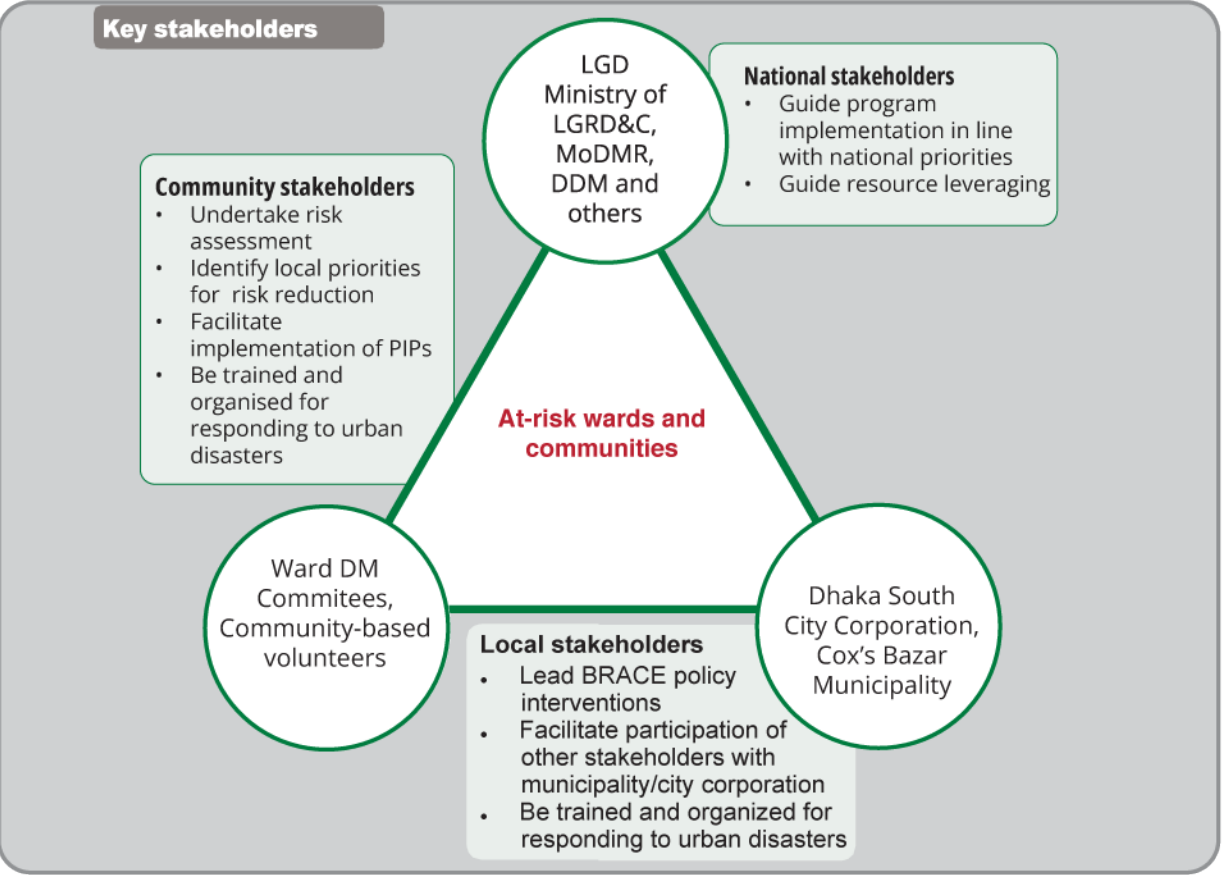 Key stakeholders
LGD
Ministry of
LGRD&C,
MoDMR,
DDM and
others
National stakeholders
• Guide program
implementation in line
with national priorities
• Guide resource leveraging
Community stakeholders
• Undertake risk
assessment
• Identify local priorities
for risk reduction
• Facilitate
implementation of PIPs
• Be trained and
organised for
responding to urban
disasters
At-risk wards and
communities
Ward DM
Commitees,
Community-based
volunteers
Dhaka South
City Corporation,
Cox's Bazar
Municipality
Local stakeholders
• Lead BRACE policy
interventions
• Facilitate participation of
other stakeholders with
municipality/city corporation
• Be trained and organized for
responding to urban disasters